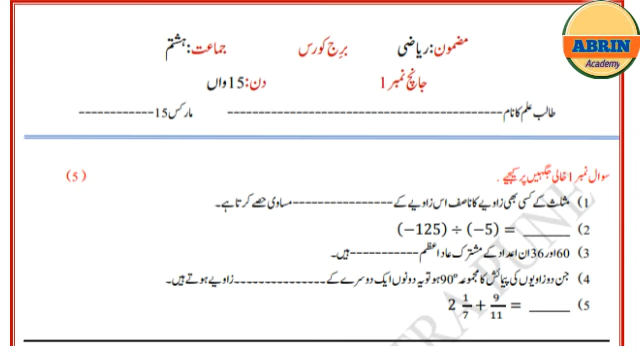 ABRIN
Academy
مضمون: ریاضی برج کورس جماعت: ہشتم
جانچ نمبر 1 دن: 15 واں
طالب علم کا نام ---------------------------------------- مارکس 15------------
سوال نمبر 1 خالی جگہیں پر کیجیے . (5)
1) مثلث کے کسی بھی زاویے کا ناصف اس زاویے کے ---------------- مساوی حصے کرتا ہے۔
2) (−125) ÷ (−5) = ______
3) 60 اور 36 ان اعداد کے مشترک عاد اعظم ----------- ہیں۔
4) جن دو زاویوں کی پیمائش کا مجموعہ 90° ہو تو یہ دونوں ایک دوسرے کے ---------------- زاویے ہوتے ہیں۔
5) 2 1/7 + 9/11 = ______